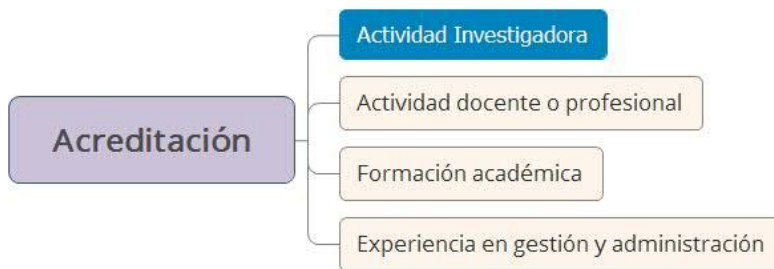 Acreditación
Actividad Investigadora
Actividad docente o profesional
Formación académica
Experiencia en gestión y administración